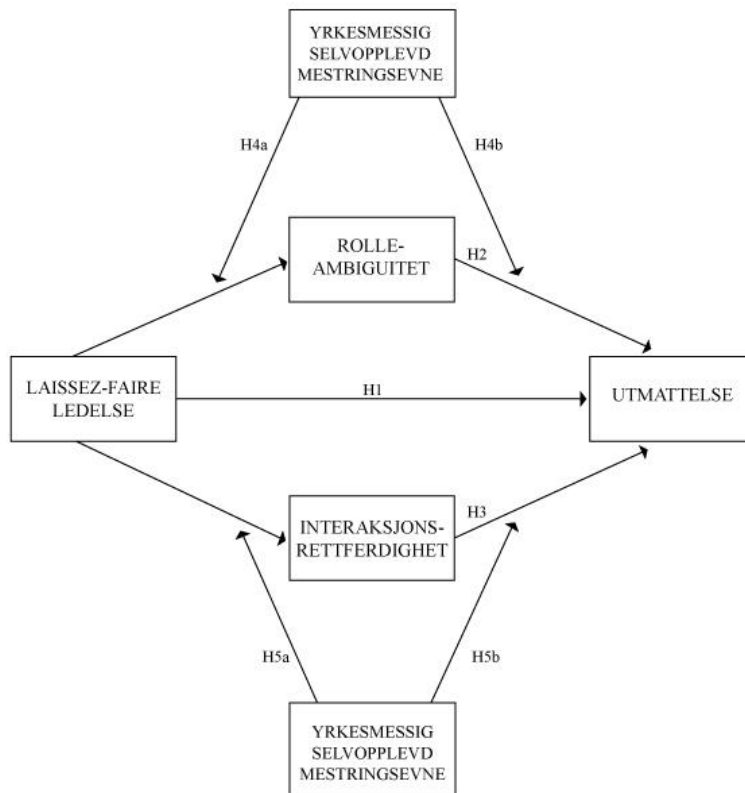 YRKESMESSIG
SELVOPPLEVD
MESTRINGSEVNE
H4a
H4b
ROLLE-
AMBIGUITET
H2
LAISSEZ-FAIRE
LEDELSE
H1
UTMATTELSE
INTERAKSJONS-
RETTFERDIGHET
H3
H5a
H5b
YRKESMESSIG
SELVOPPLEVD
MESTRINGSEVNE